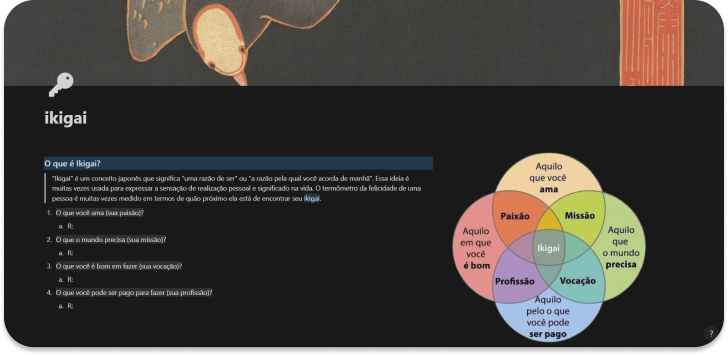 ikigai
O que é Ikigai?
"Ikigai" é um conceito japonês que significa "uma razão de ser" ou "a razão pela qual você acorda de manhã". Essa ideia é
muitas vezes usada para expressar a sensação de realização pessoal e significado na vida. O termômetro da felicidade de uma
pessoa é muitas vezes medido em termos de quão próximo ela está de encontrar seu ikigai.
1. O que você ama (sua paixão)?
a. R:
2. O que o mundo precisa (sua missão)?
a. R:
3. O que você é bom em fazer (sua vocação)?
a. R:
4. O que você pode ser pago para fazer (sua profissão)?
a. R:
Aquilo
que você
ama
Paixão
Missão
Aquilo
em que
você
é bom
Ikigai
Aquilo
que
o mundo
precisa
Profissão
Vocação
Aquilo
pelo o que
você pode
ser pago
?